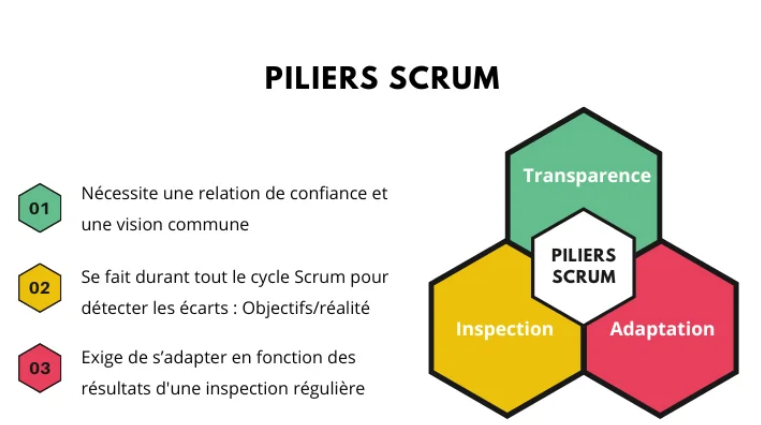 PILIERS SCRUM
01
Nécessite une relation de confiance et
une vision commune
02
Se fait durant tout le cycle Scrum pour
détecter les écarts : Objectifs/réalité
03
Exige de s’adapter en fonction des
résultats d'une inspection régulière
Transparence
PILIERS
SCRUM
Inspection
Adaptation